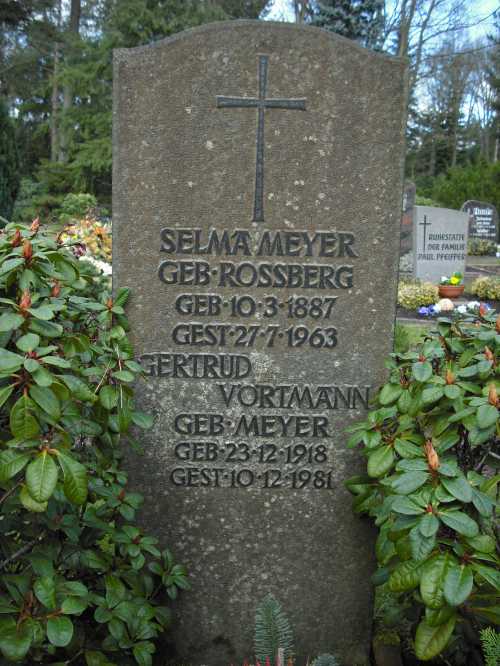 SELMA MEYER
GEB·ROSSBERG
GEB·10·3·1887
GEST·27·7·1963
GERTRUD
VORTMANN
GEB·MEYER
GEB·23·12·1918
GEST·10·12·1981
RUHESTÄTTE
DER FAMILIE
PAUL PFEIFFER